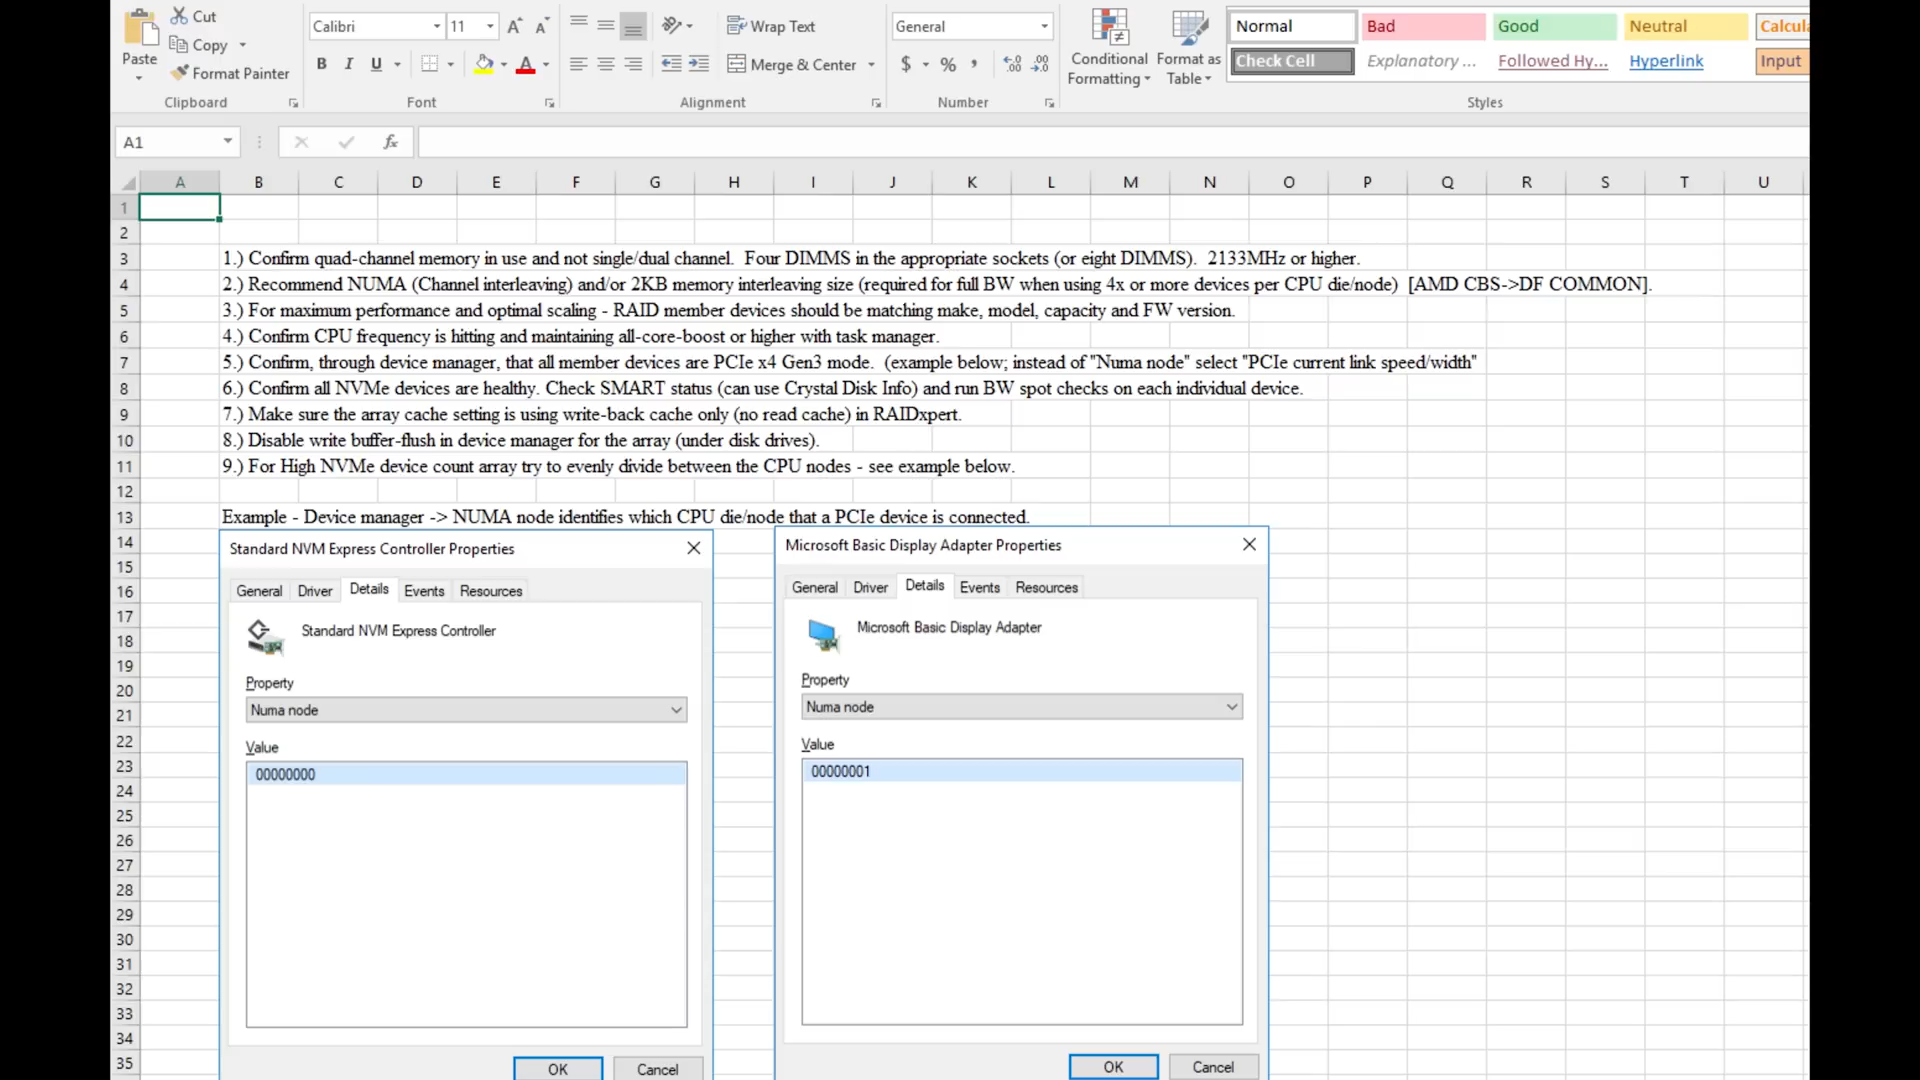 Cut
Copy
Paste
Format Painter
Clipboard
Calibri
11
B I U
A
Font
Wrap Text
Merge & Center
Alignment
General
$ % ,
Number
Conditional Formatting
Format as Table
Normal
Bad
Good
Neutral
Calcula
Check Cell
Explanatory ...
Followed Hy...
Hyperlink
Input
Styles
A1
fx
A B C D E F G H I J K L M N O P Q R S T U
1
2
3 1.) Confirm quad-channel memory in use and not single/dual channel.  Four DIMMS in the appropriate sockets (or eight DIMMS).  2133MHz or higher.
4 2.) Recommend NUMA (Channel interleaving) and/or 2KB memory interleaving size (required for full BW when using 4x or more devices per CPU die/node)  [AMD CBS->DF COMMON].
5 3.) For maximum performance and optimal scaling - RAID member devices should be matching make, model, capacity and FW version.
6 4.) Confirm CPU frequency is hitting and maintaining all-core-boost or higher with task manager.
7 5.) Confirm, through device manager, that all member devices are PCIe x4 Gen3 mode.  (example below; instead of "Numa node" select "PCIe current link speed/width"
8 6.) Confirm all NVMe devices are healthy. Check SMART status (can use Crystal Disk Info) and run BW spot checks on each individual device.
9 7.) Make sure the array cache setting is using write-back cache only (no read cache) in RAIDxpert.
10 8.) Disable write buffer-flush in device manager for the array (under disk drives).
11 9.) For High NVMe device count array try to evenly divide between the CPU nodes - see example below.
12
13 Example - Device manager -> NUMA node identifies which CPU die/node that a PCIe device is connected.
14
15
16
17
18
19
20
21
22
23
24
25
26
27
28
29
30
31
32
33
34
35
Standard NVM Express Controller Properties
General Driver Details Events Resources
Standard NVM Express Controller
Property
Numa node
Value
00000000
OK Cancel
Microsoft Basic Display Adapter Properties
General Driver Details Events Resources
Microsoft Basic Display Adapter
Property
Numa node
Value
00000001
OK Cancel